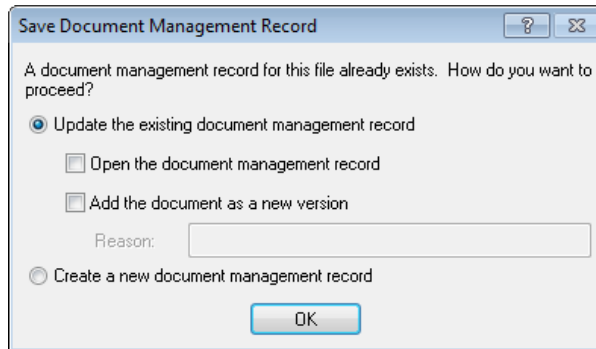 Save Document Management Record
A document management record for this file already exists. How do you want to
proceed?
Update the existing document management record
Open the document management record
Add the document as a new version
Reason:
Create a new document management record
OK